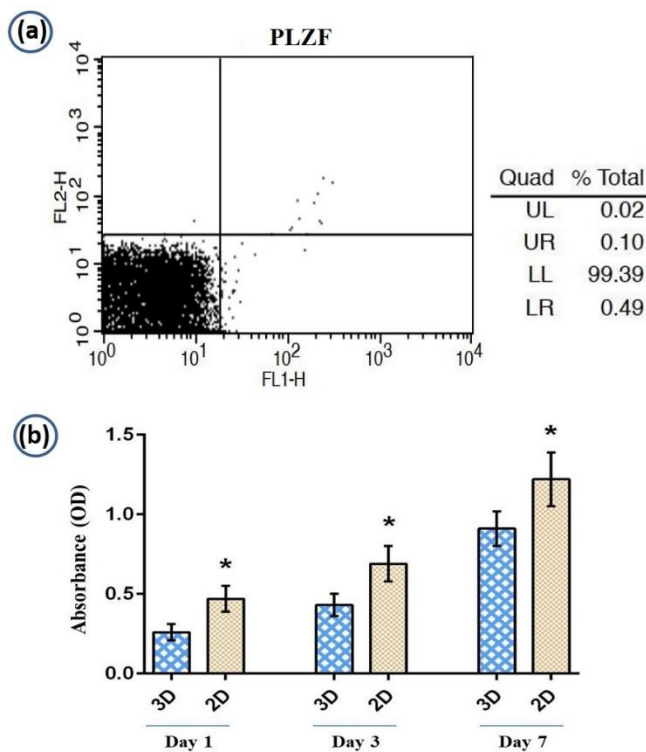 (a)
PLZF
10^4
10^3
10^2
10^1
10^0
FL2-H
10^0 10^1 10^2 10^3 10^4
FL1-H
Quad % Total
UL 0.02
UR 0.10
LL 99.39
LR 0.49
(b)
1.5
1.0
0.5
0.0
Absorbance (OD)
* * *
3D 2D 3D 2D 3D 2D
Day 1 Day 3 Day 7